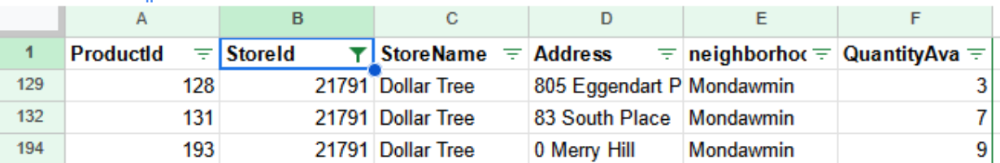 A B C D E F
1 ProductId StoreId StoreName Address neighborhoo QuantityAva
129 128 21791 Dollar Tree 805 Eggendart P Mondawmin 3
132 131 21791 Dollar Tree 83 South Place Mondawmin 7
194 193 21791 Dollar Tree 0 Merry Hill Mondawmin 9